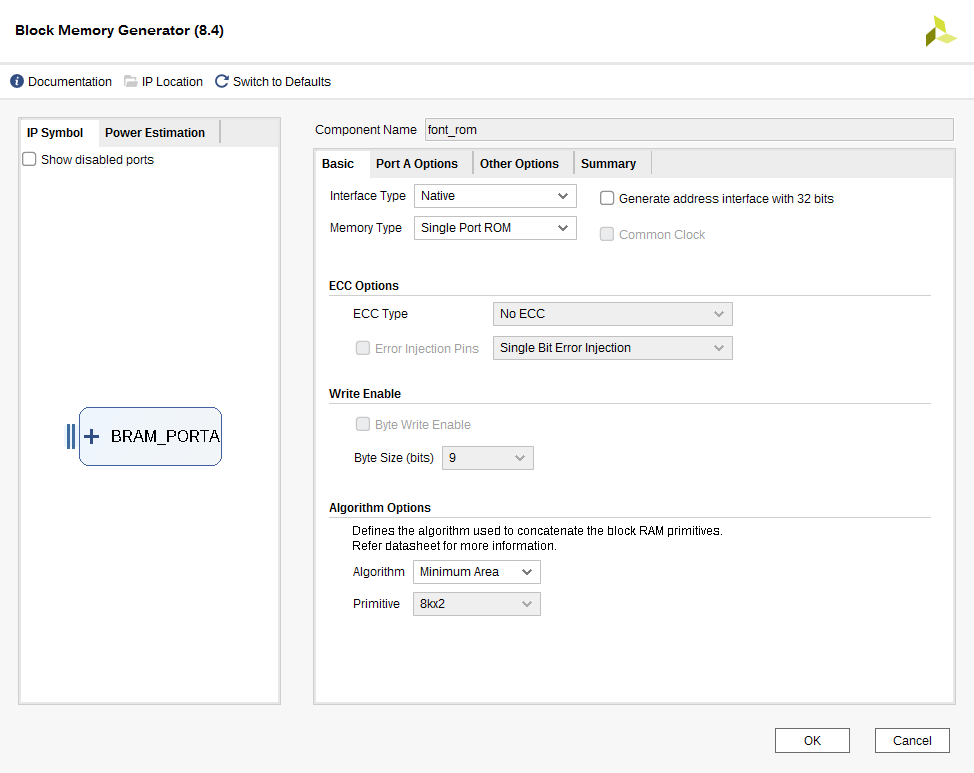 Block Memory Generator (8.4)
Documentation IP Location Switch to Defaults
IP Symbol Power Estimation
Show disabled ports
BRAM_PORTA
Component Name font_rom
Basic Port A Options Other Options Summary
Interface Type Native Generate address interface with 32 bits
Memory Type Single Port ROM Common Clock
ECC Options
ECC Type No ECC
Error Injection Pins Single Bit Error Injection
Write Enable
Byte Write Enable
Byte Size (bits) 9
Algorithm Options
Defines the algorithm used to concatenate the block RAM primitives.
Refer datasheet for more information.
Algorithm Minimum Area
Primitive 8kx2
OK Cancel